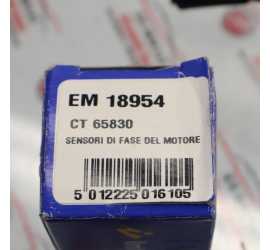 EM 18954
CT 65830
SENSORI DI FASE DEL MOTORE
5 012225 016105